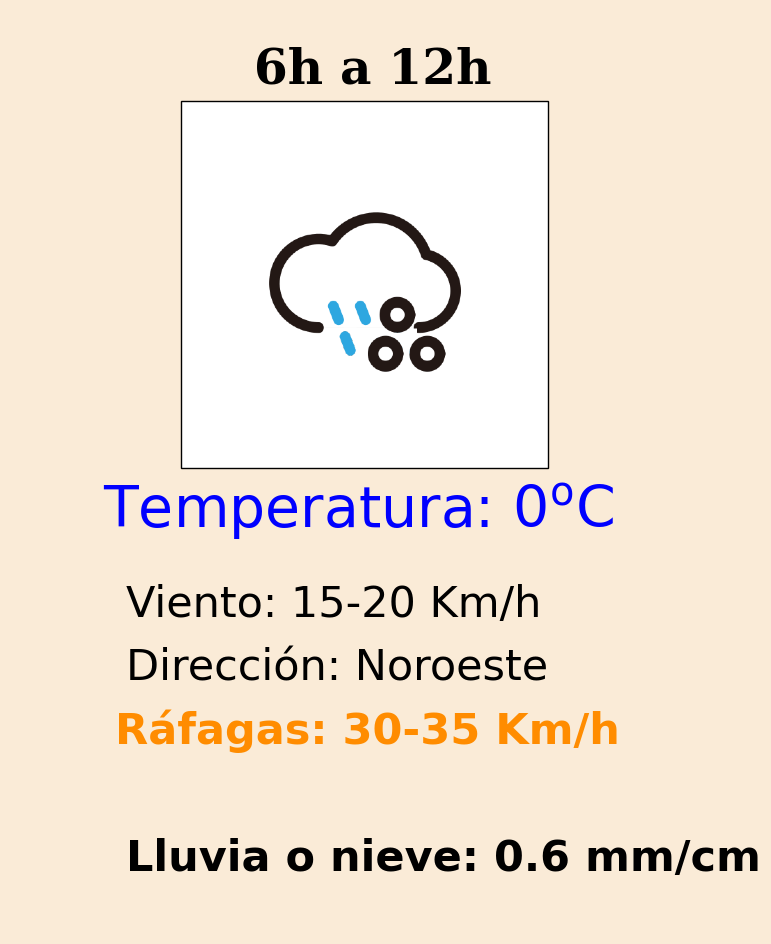 6h a 12h
Temperatura: 0ºC
Viento: 15-20 Km/h
Dirección: Noroeste
Ráfagas: 30-35 Km/h
Lluvia o nieve: 0.6 mm/cm